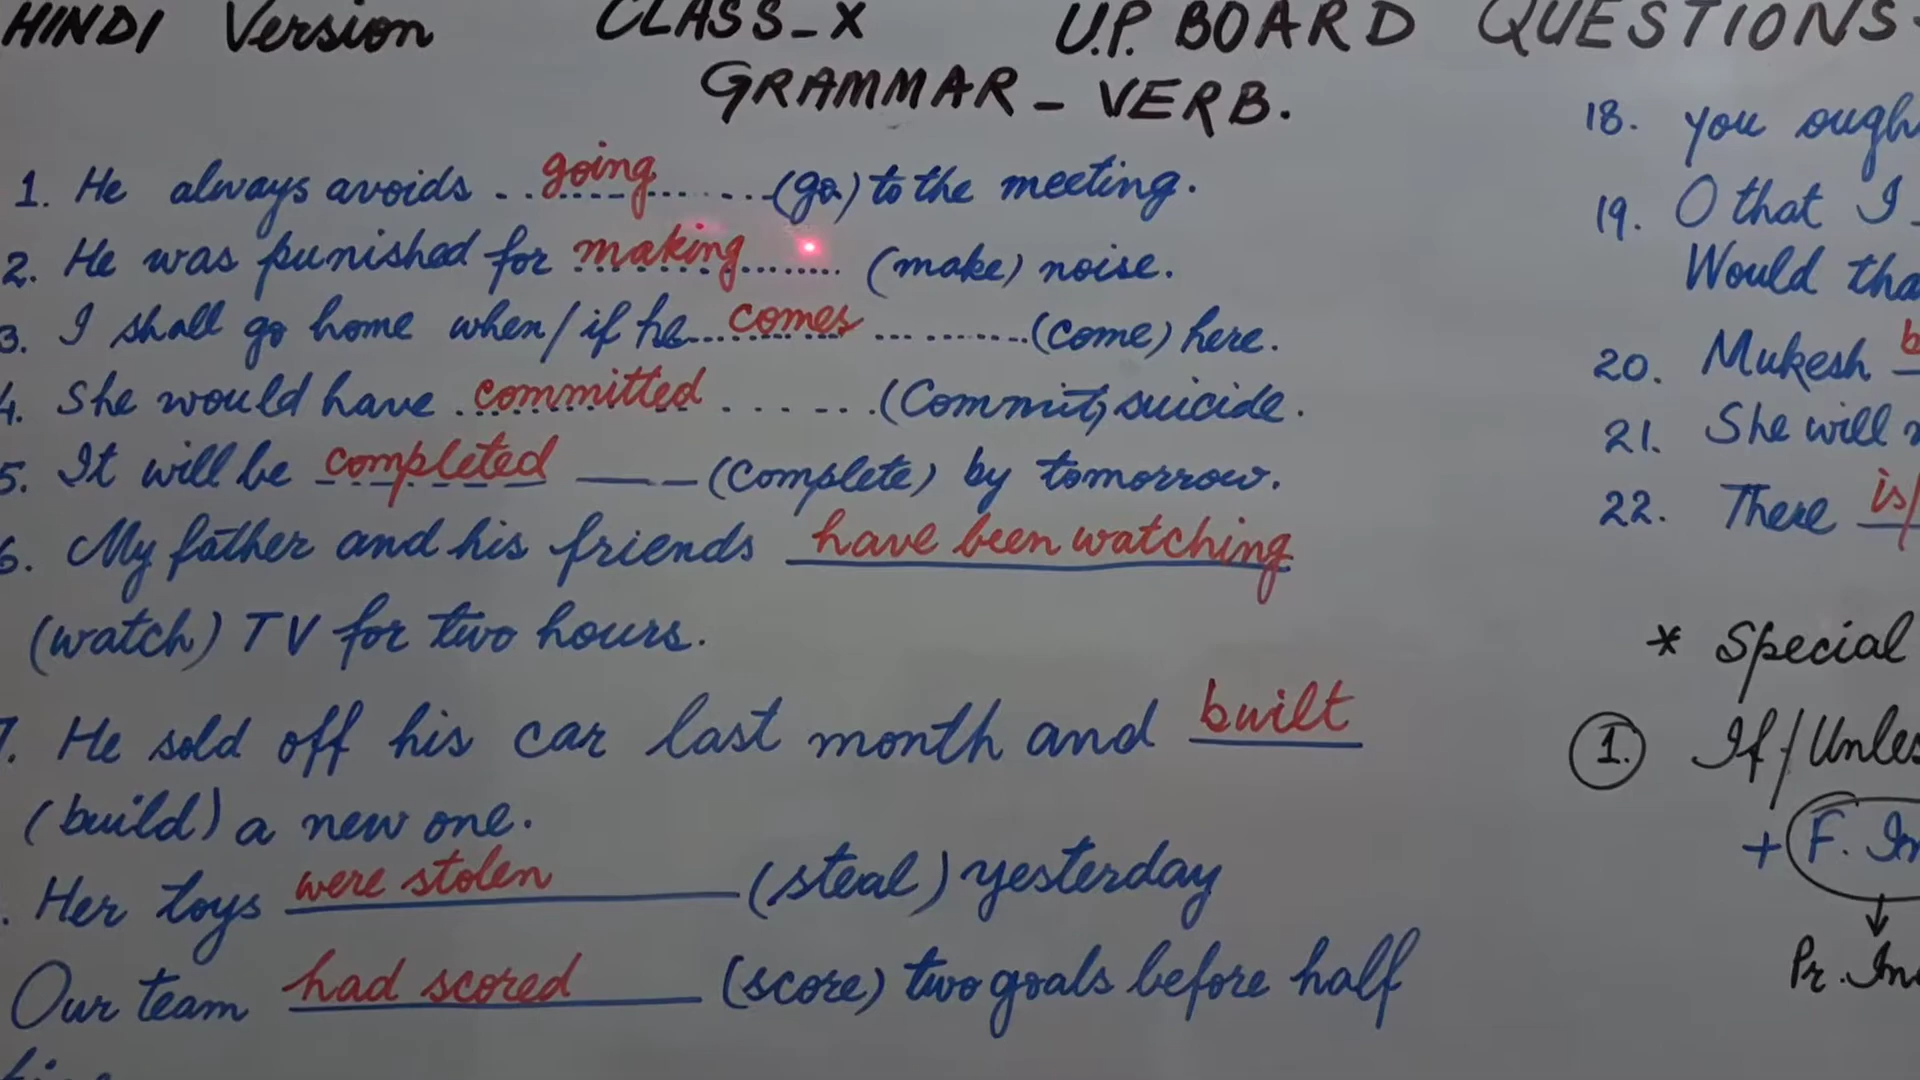 HINDI Version CLASS-X U.P. BOARD QUESTIONS
GRAMMAR - VERB.
1. He always avoids going (go) to the meeting.
2. He was punished for making (make) noise.
3. I shall go home when/if he comes (come) here.
4. She would have committed (Commit) suicide.
5. It will be completed (Complete) by tomorrow.
6. My father and his friends have been watching
(watch) TV for two hours.
7. He sold off his car last month and built
(build) a new one.
. Her toys were stolen (steal) yesterday
Our team had scored (score) two goals before half
18. you
19. O that I
Would
20. Mukesh
21. She will
22. There is/
* Special
1. If/
+ F.
Pr.